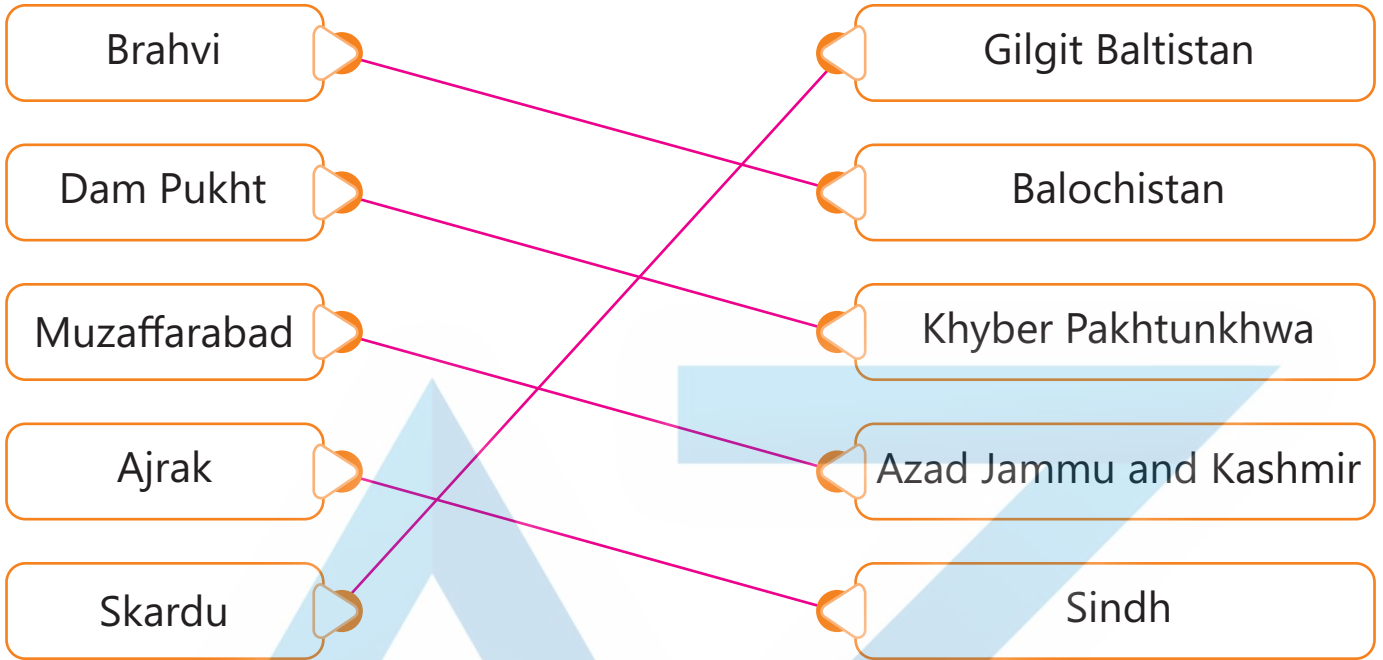 Brahvi
Gilgit Baltistan
Dam Pukht
Balochistan
Muzaffarabad
Khyber Pakhtunkhwa
Ajrak
Azad Jammu and Kashmir
Skardu
Sindh